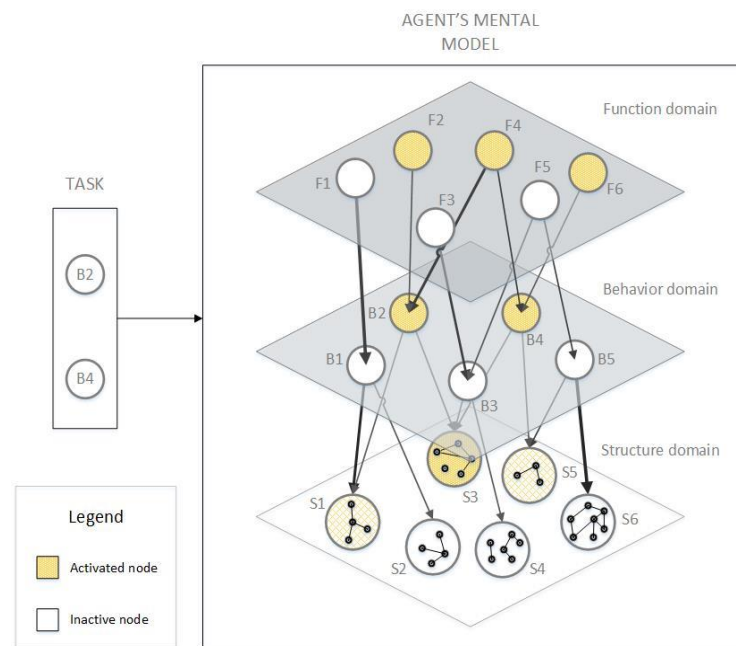 AGENT'S MENTAL
MODEL
Function domain
F2
F4
F5
F1
F6
F3
TASK
B2
B4
Behavior domain
B2
B4
B1
B5
B3
Structure domain
S3
S5
S1
S6
S2
S4
Legend
Activated node
Inactive node